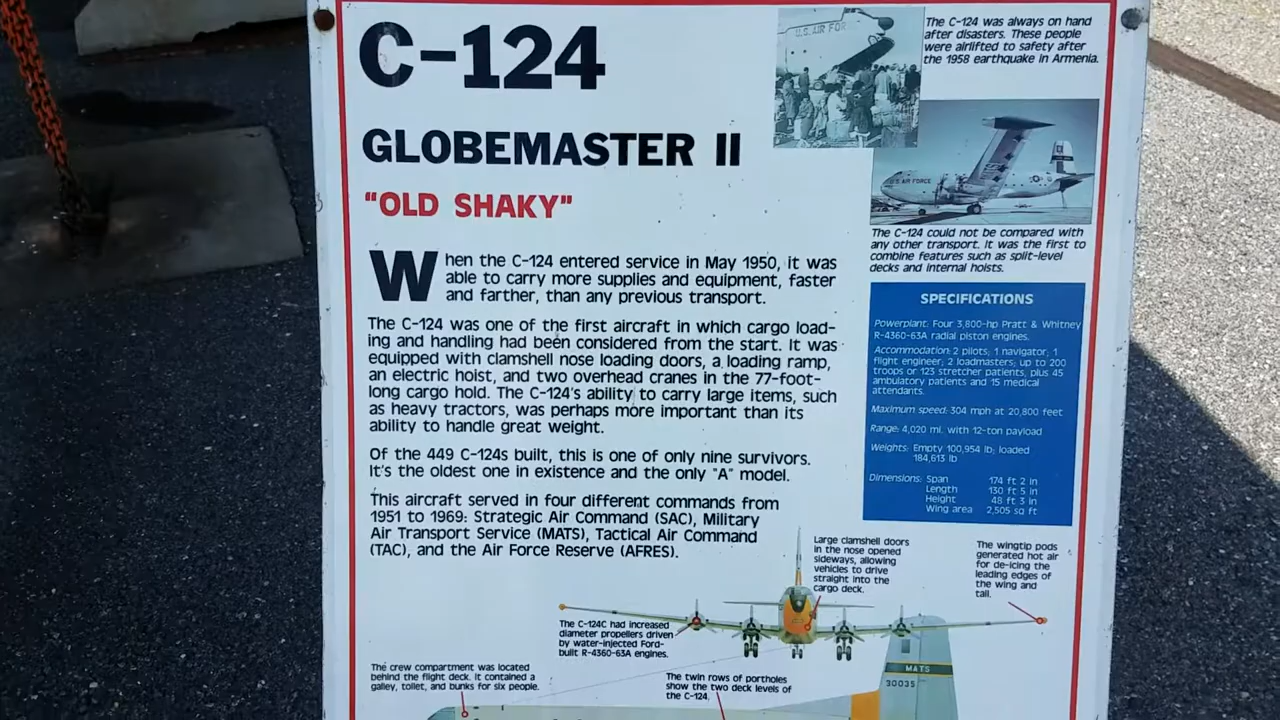 C-124
GLOBEMASTER II
"OLD SHAKY"
When the C-124 entered service in May 1950, it was
able to carry more supplies and equipment, faster
and farther, than any previous transport.
The C-124 was one of the first aircraft in which cargo load-
ing and handling had been considered from the start. It was
equipped with clamshell nose loading doors, a loading ramp,
an electric hoist, and two overhead cranes in the 77-foot-
long cargo hold. The C-124's ability to carry large items, such
as heavy tractors, was perhaps more important than its
ability to handle great weight.
Of the 449 C-124s built, this is one of only nine survivors.
It's the oldest one in existence and the only "A" model.
This aircraft served in four different commands from
1951 to 1969: Strategic Air Command (SAC), Military
Air Transport Service (MATS), Tactical Air Command
(TAC), and the Air Force Reserve (AFRES).
U.S. AIR FOR
The C-124 was always on hand
after disasters. These people
were airlifted to safety after
the 1958 earthquake in Armenia.
U.S. AIR FORCE
The C-124 could not be compared with
any other transport. It was the first to
combine features such as split-level
decks and internal hoists.
SPECIFICATIONS
Powerplant: Four 3,800-hp Pratt & Whitney
R-4360-63A radial piston engines.
Accommodation: 2 pilots; 1 navigator; 1
flight engineer; 2 loadmasters; up to 200
troops or 123 stretcher patients, plus 45
ambulatory patients and 15 medical
attendants.
Maximum speed: 304 mph at 20,800 feet
Range: 4,020 mi. with 12-ton payload
Weights: Empty 100,954 lb; loaded
184,613 lb
Dimensions: Span 174 ft 2 in
Length 130 ft 5 in
Height 48 ft 3 in
Wing area 2,505 sq ft
Large clamshell doors
in the nose opened
sideways, allowing
vehicles to drive
straight into the
cargo deck.
The wingtip pods
generated hot air
for de-icing the
leading edges of
the wing and
tail.
The C-124C had increased
diameter propellers driven
by water-injected Ford-
built R-4360-63A engines.
The crew compartment was located
behind the flight deck. It contained a
galley, toilet, and bunks for six people.
The twin rows of portholes
show the two deck levels of
the C-124.
MATS
30035